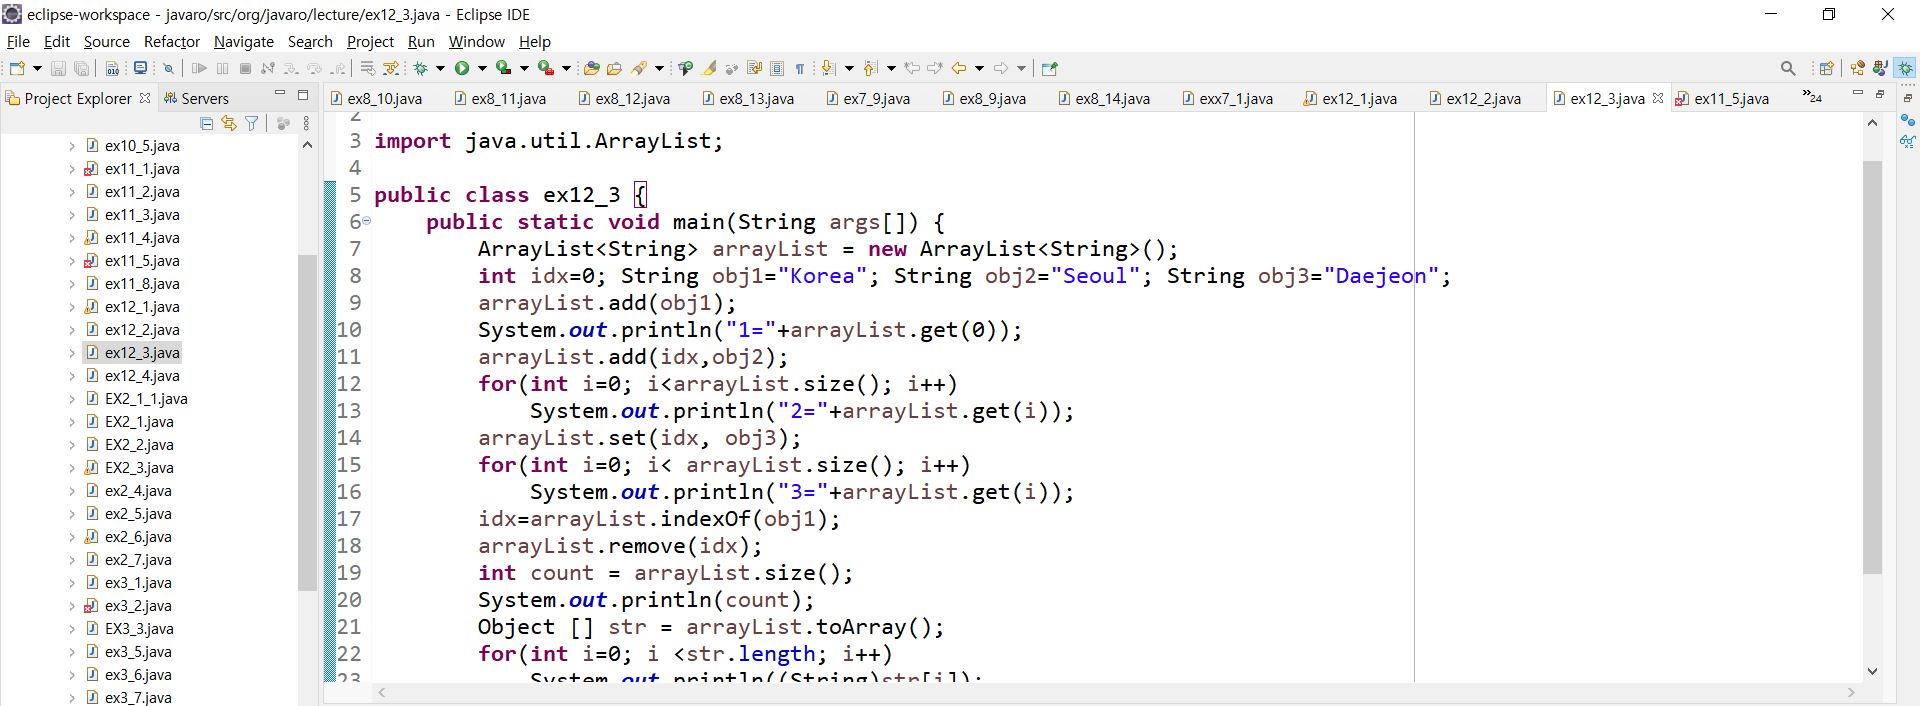 eclipse-workspace - javaro/src/org/javaro/lecture/ex12_3.java - Eclipse IDE
File Edit Source Refactor Navigate Search Project Run Window Help
Project Explorer Servers
ex8_10.java ex8_11.java ex8_12.java ex8_13.java ex7_9.java ex8_9.java ex8_14.java exx7_1.java ex12_1.java ex12_2.java ex12_3.java ex11_5.java »24
ex10_5.java
ex11_1.java
ex11_2.java
ex11_3.java
ex11_4.java
ex11_5.java
ex11_8.java
ex12_1.java
ex12_2.java
ex12_3.java
ex12_4.java
EX2_1_1.java
EX2_1.java
EX2_2.java
EX2_3.java
ex2_4.java
ex2_5.java
ex2_6.java
ex2_7.java
ex3_1.java
ex3_2.java
EX3_3.java
ex3_5.java
ex3_6.java
ex3_7.java
2
3 import java.util.ArrayList;
4
5 public class ex12_3 {
6 public static void main(String args[]) {
7 ArrayList<String> arrayList = new ArrayList<String>();
8 int idx=0; String obj1="Korea"; String obj2="Seoul"; String obj3="Daejeon";
9 arrayList.add(obj1);
10 System.out.println("1="+arrayList.get(0));
11 arrayList.add(idx,obj2);
12 for(int i=0; i<arrayList.size(); i++)
13 System.out.println("2="+arrayList.get(i));
14 arrayList.set(idx, obj3);
15 for(int i=0; i< arrayList.size(); i++)
16 System.out.println("3="+arrayList.get(i));
17 idx=arrayList.indexOf(obj1);
18 arrayList.remove(idx);
19 int count = arrayList.size();
20 System.out.println(count);
21 Object [] str = arrayList.toArray();
22 for(int i=0; i <str.length; i++)
23 System.out.println((String)str[i]);